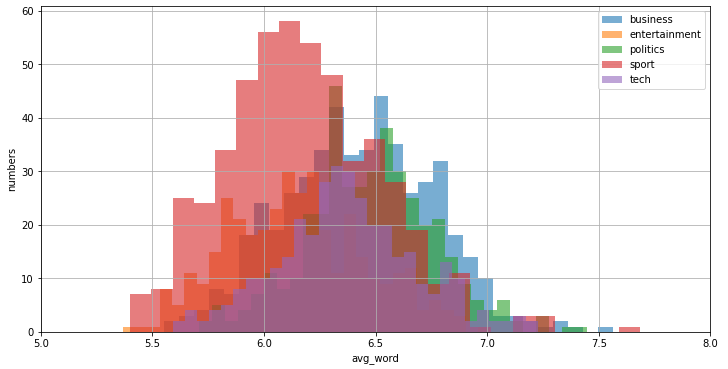 60
50
40
30
20
10
0
numbers
5.0 5.5 6.0 6.5 7.0 7.5 8.0
avg_word
business
entertainment
politics
sport
tech